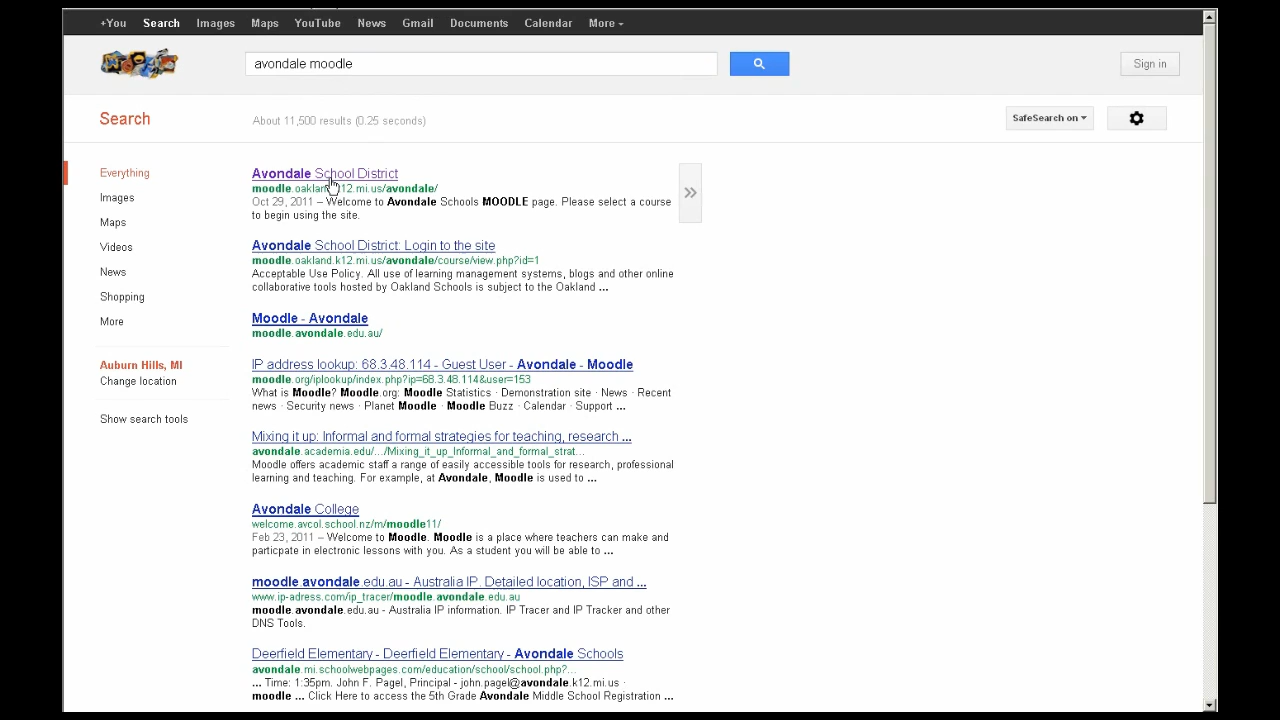 +You Search Images Maps YouTube News Gmail Documents Calendar More
avondale moodle
Sign in
Search
About 11,500 results (0.25 seconds)
SafeSearch on
Everything
Images
Maps
Videos
News
Shopping
More
Auburn Hills, MI
Change location
Show search tools
Avondale School District
moodle.oakland.k12.mi.us/avondale/
Oct 29, 2011 – Welcome to Avondale Schools MOODLE page. Please select a course
to begin using the site.
Avondale School District: Login to the site
moodle.oakland.k12.mi.us/avondale/course/view.php?id=1
Acceptable Use Policy. All use of learning management systems, blogs and other online
collaborative tools hosted by Oakland Schools is subject to the Oakland ...
Moodle - Avondale
moodle.avondale.edu.au/
IP address lookup: 68.3.48.114 - Guest User - Avondale - Moodle
moodle.org/iplookup/index.php?ip=68.3.48.114&user=153
What is Moodle? Moodle.org: Moodle Statistics · Demonstration site · News · Recent
news · Security news · Planet Moodle · Moodle Buzz · Calendar · Support ...
Mixing it up: Informal and formal strategies for teaching, research ...
avondale.academia.edu/.../Mixing_it_up_Informal_and_formal_strat...
Moodle offers academic staff a range of easily accessible tools for research, professional
learning and teaching. For example, at Avondale, Moodle is used to ...
Avondale College
welcome.avcol.school.nz/m/moodle11/
Feb 23, 2011 – Welcome to Moodle. Moodle is a place where teachers can make and
particpate in electronic lessons with you. As a student you will be able to ...
moodle.avondale.edu.au - Australia IP. Detailed location, ISP and ...
www.ip-adress.com/ip_tracer/moodle.avondale.edu.au
moodle.avondale.edu.au - Australia IP information. IP Tracer and IP Tracker and other
DNS Tools.
Deerfield Elementary - Deerfield Elementary - Avondale Schools
avondale.mi.schoolwebpages.com/education/school/school.php?...
... Time: 1:35pm. John F. Pagel, Principal - john.pagel@avondale.k12.mi.us ·
moodle ... Click Here to access the 5th Grade Avondale Middle School Registration ...